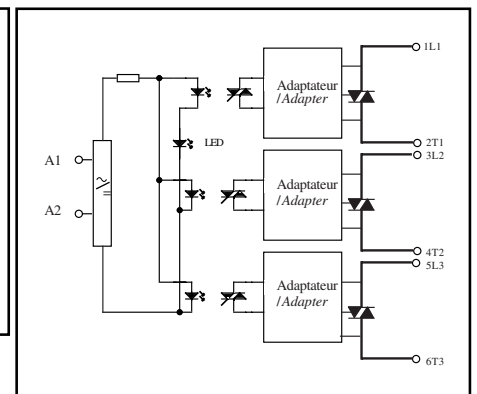 1L1
Adaptateur
/Adapter
LED
2T1
3L2
A1
Adaptateur
/Adapter
A2
4T2
5L3
Adaptateur
/Adapter
6T3